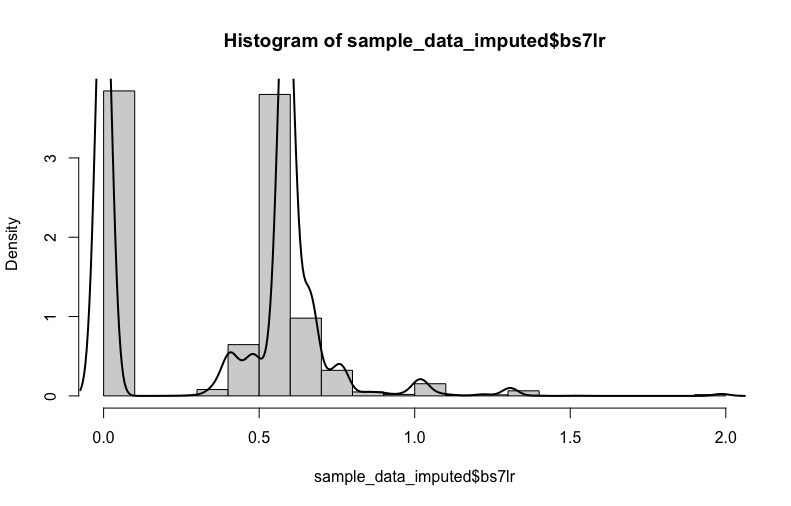 Histogram of sample_data_imputed$bs7lr
Density
3
2
1
0
0.0 0.5 1.0 1.5 2.0
sample_data_imputed$bs7lr